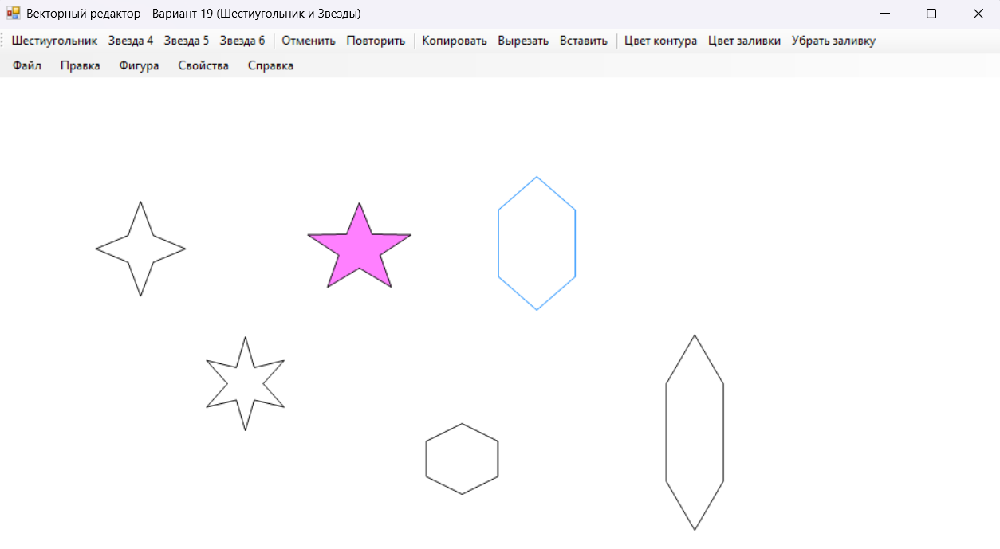 Векторный редактор - Вариант 19 (Шестиугольник и Звёзды)
Шестиугольник Звезда 4 Звезда 5 Звезда 6 Отменить Повторить Копировать Вырезать Вставить Цвет контура Цвет заливки Убрать заливку
Файл Правка Фигура Свойства Справка